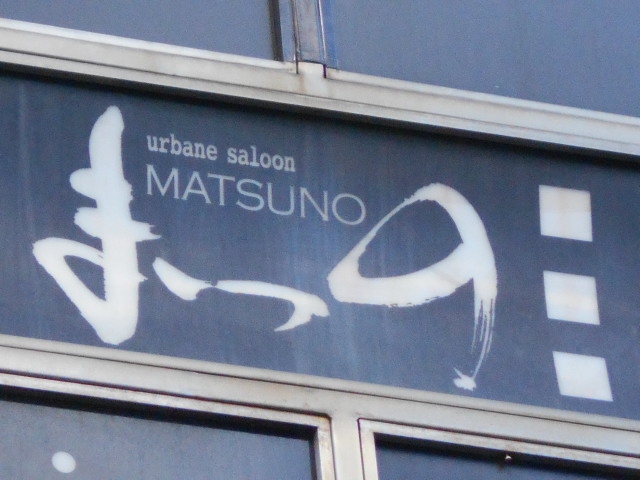 urbane saloon
MATSUNO
まつの